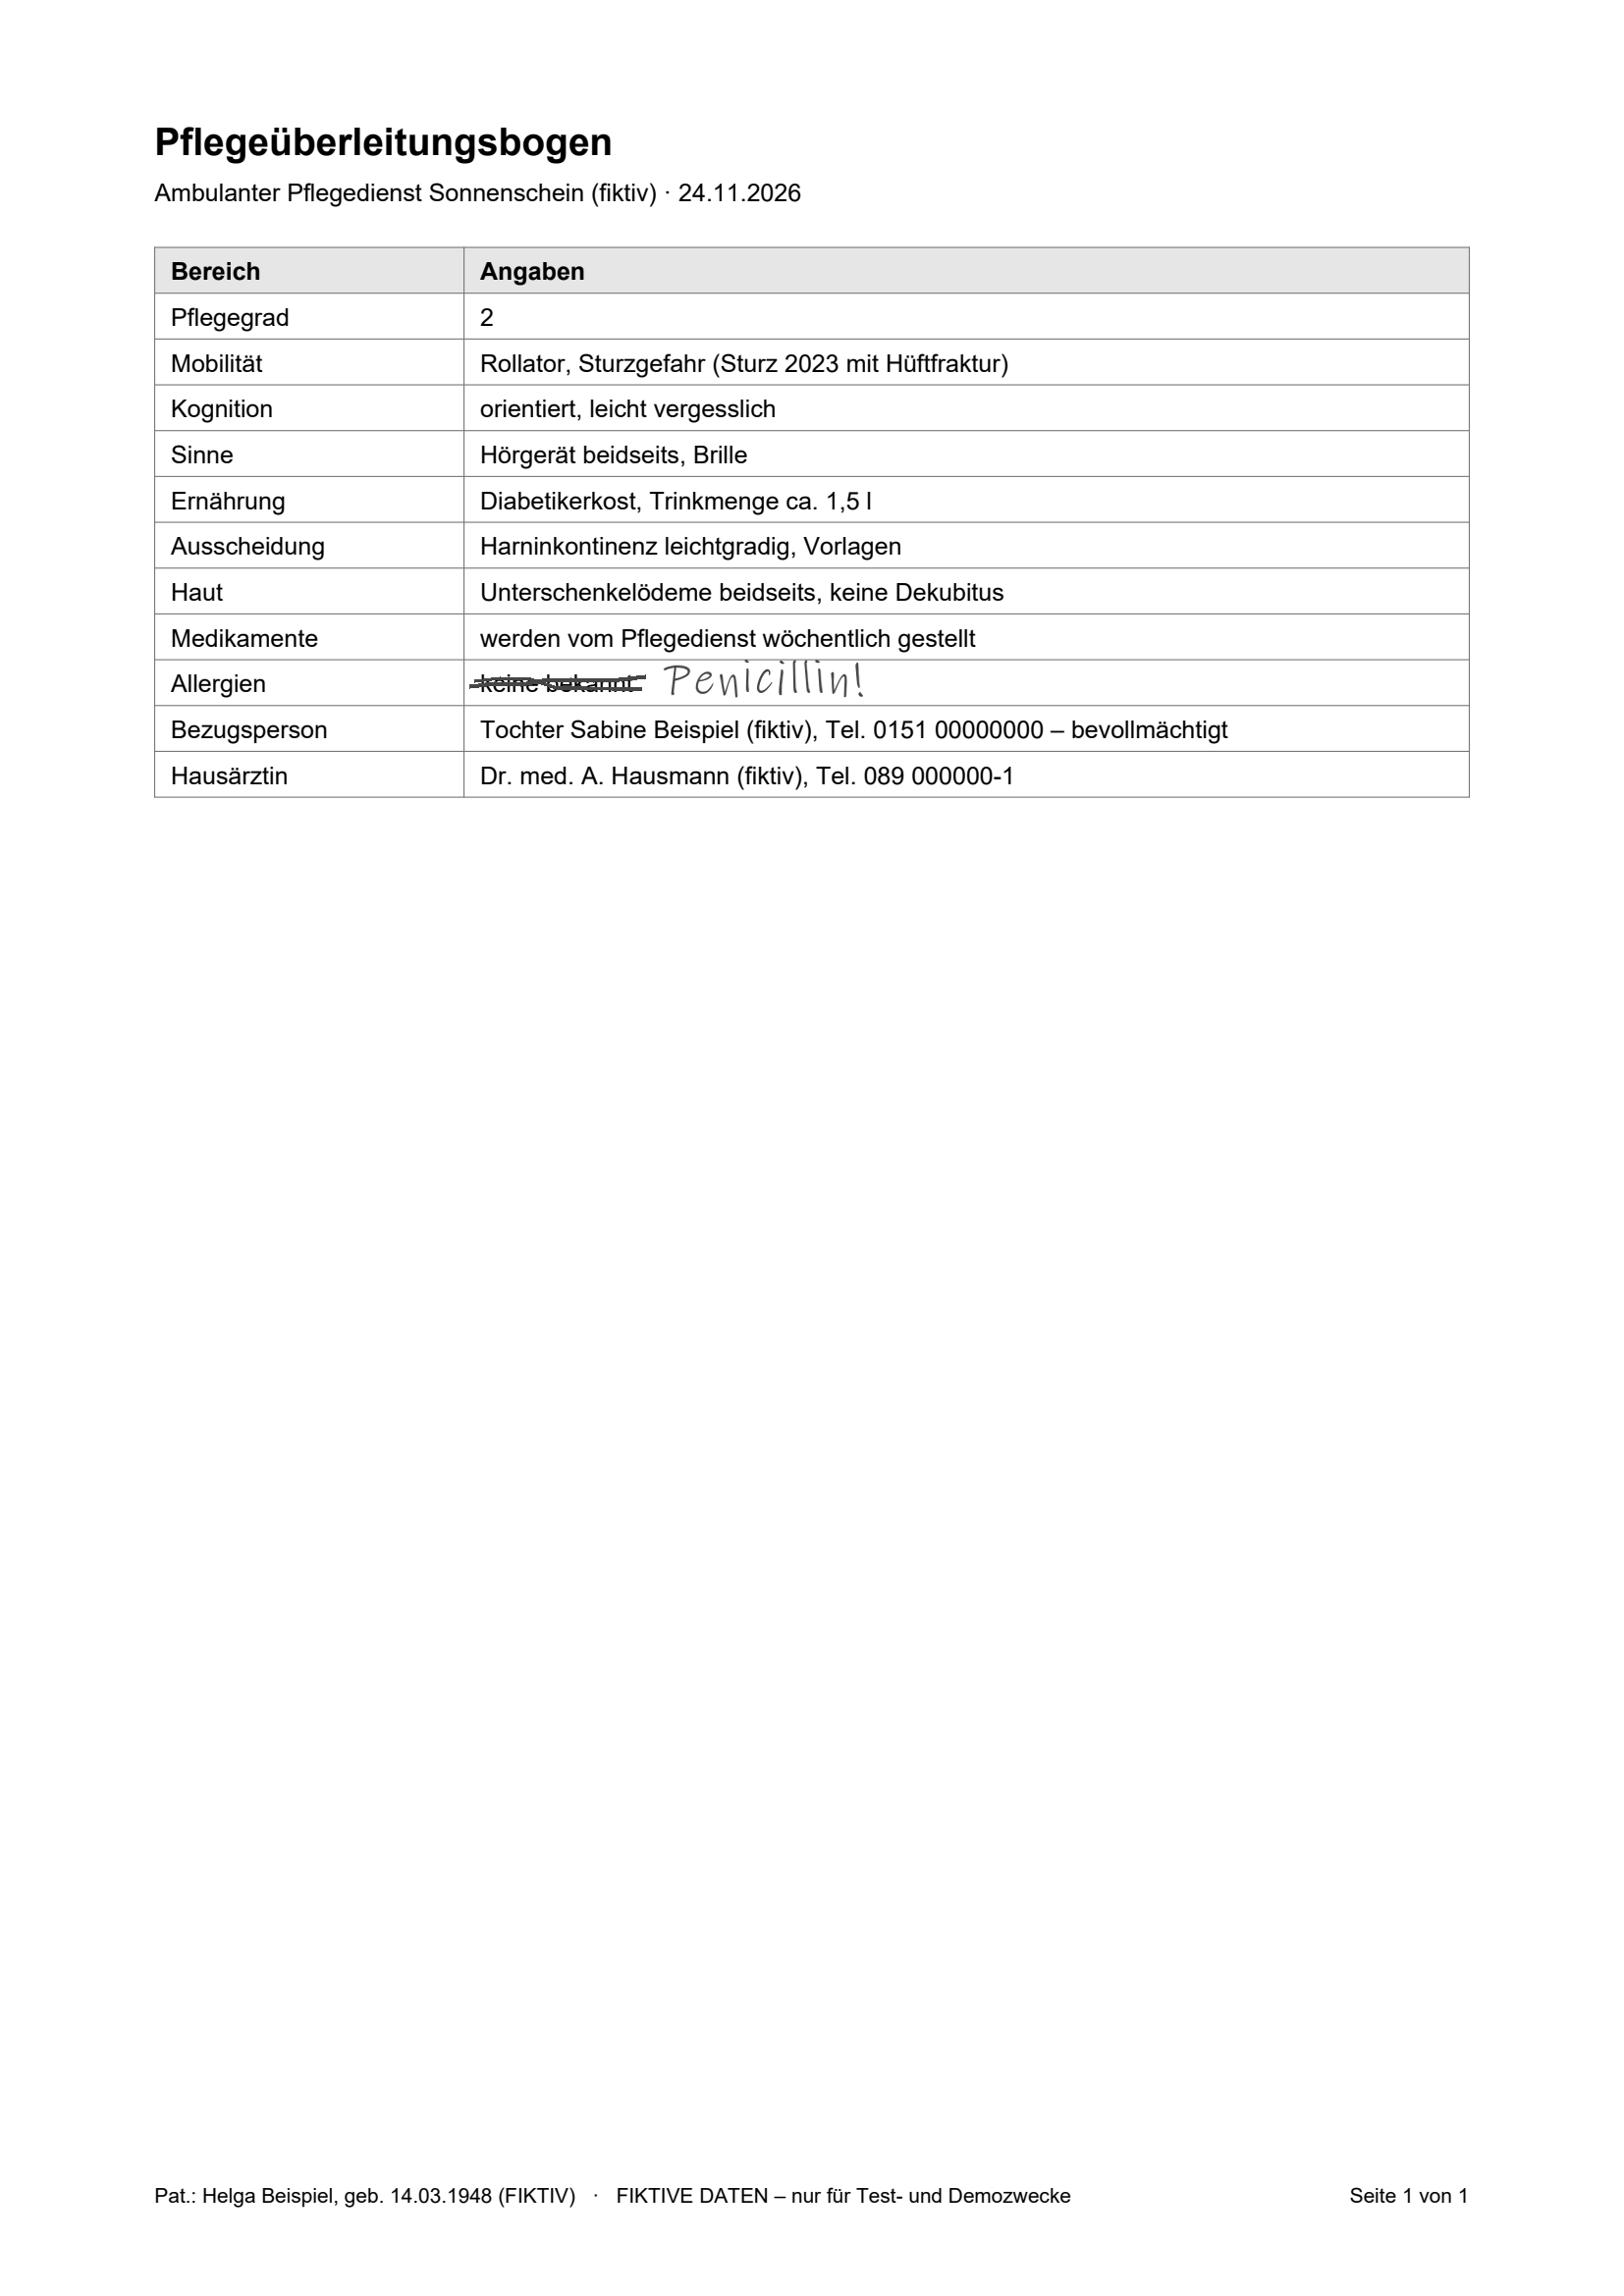 Pflegeüberleitungsbogen
Ambulanter Pflegedienst Sonnenschein (fiktiv) · 24.11.2026
Bereich Angaben
Pflegegrad 2
Mobilität Rollator, Sturzgefahr (Sturz 2023 mit Hüftfraktur)
Kognition orientiert, leicht vergesslich
Sinne Hörgerät beidseits, Brille
Ernährung Diabetikerkost, Trinkmenge ca. 1,5 l
Ausscheidung Harninkontinenz leichtgradig, Vorlagen
Haut Unterschenkelödeme beidseits, keine Dekubitus
Medikamente werden vom Pflegedienst wöchentlich gestellt
Allergien keine bekannt Penicillin!
Bezugsperson Tochter Sabine Beispiel (fiktiv), Tel. 0151 00000000 – bevollmächtigt
Hausärztin Dr. med. A. Hausmann (fiktiv), Tel. 089 000000-1
Pat.: Helga Beispiel, geb. 14.03.1948 (FIKTIV) · FIKTIVE DATEN – nur für Test- und Demozwecke Seite 1 von 1